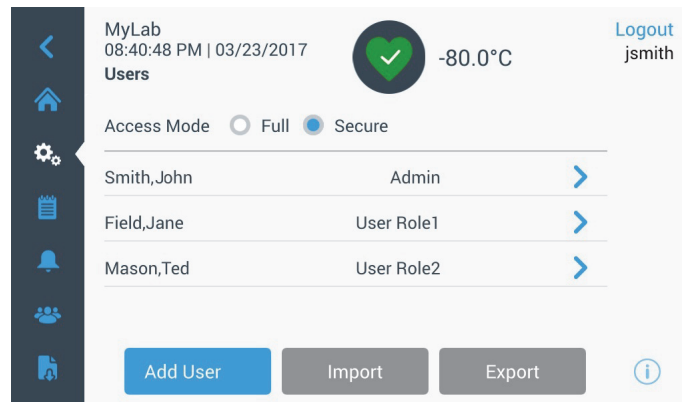 MyLab
08:40:48 PM | 03/23/2017
Users
-80.0°C
Logout
jsmith
Access Mode Full Secure
Smith,John Admin
Field,Jane User Role1
Mason,Ted User Role2
Add User Import Export
i